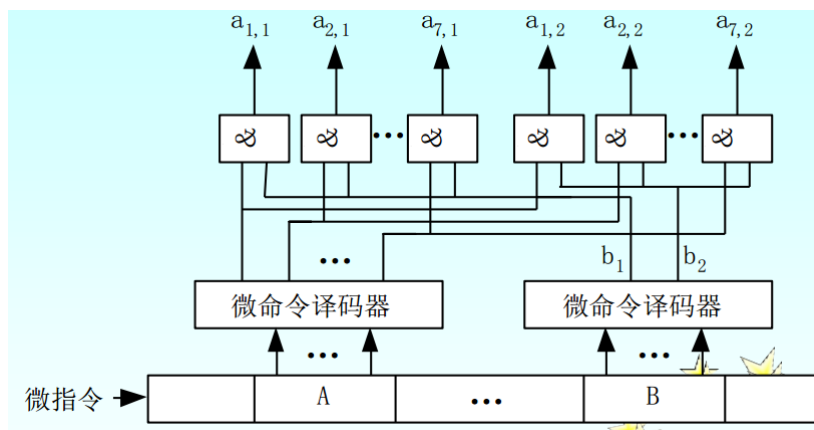 a1,1 a2,1 a7,1 a1,2 a2,2 a7,2
& & ... & & & ... &
... b1 b2
微命令译码器 微命令译码器
... ...
微指令 A ... B